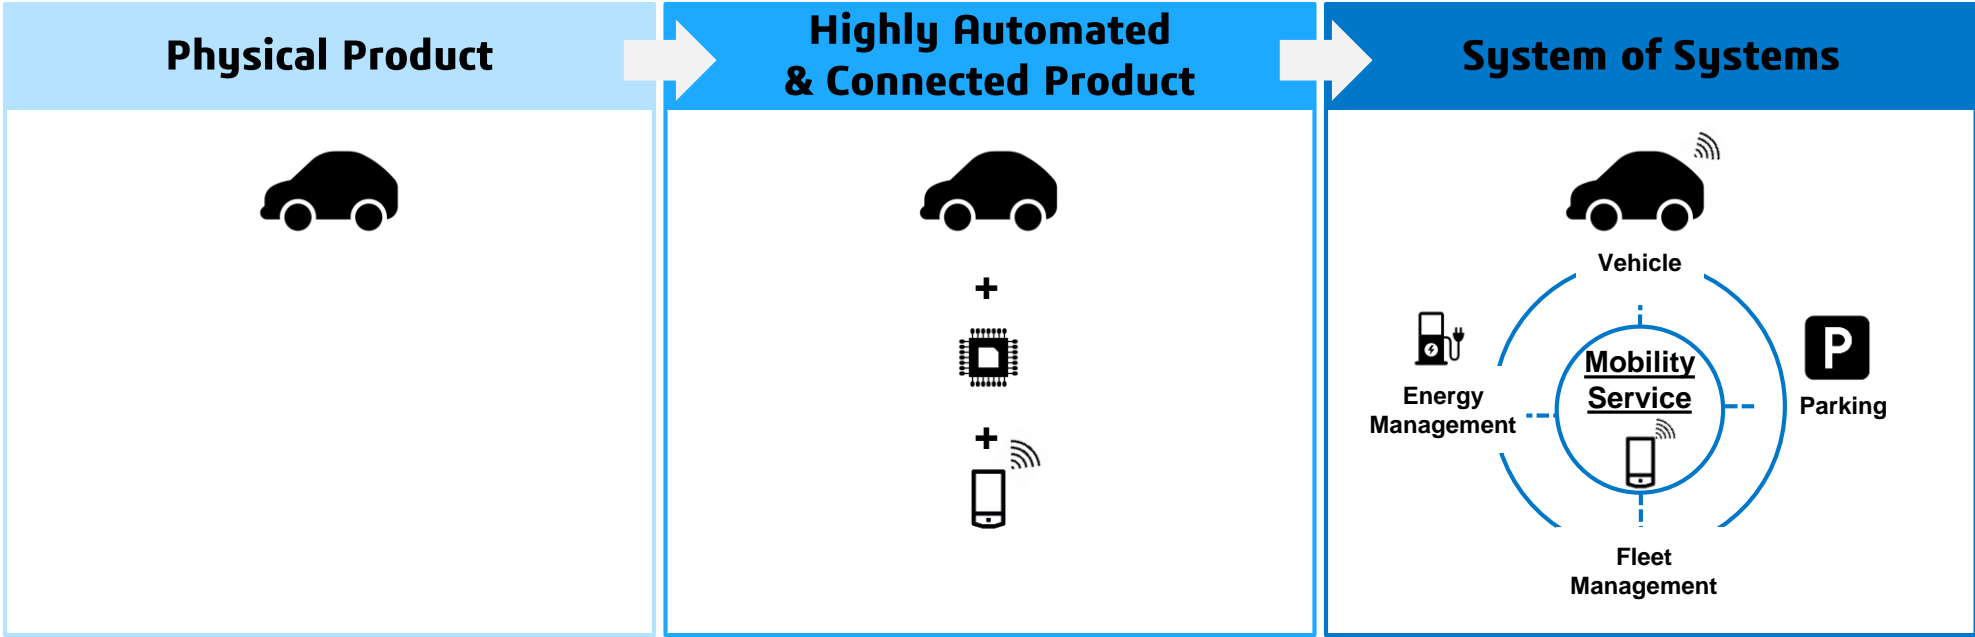 Physical Product
Highly Automated
& Connected Product
System of Systems
+
+
Vehicle
Energy
Management
Mobility
Service
P
Parking
Fleet
Management